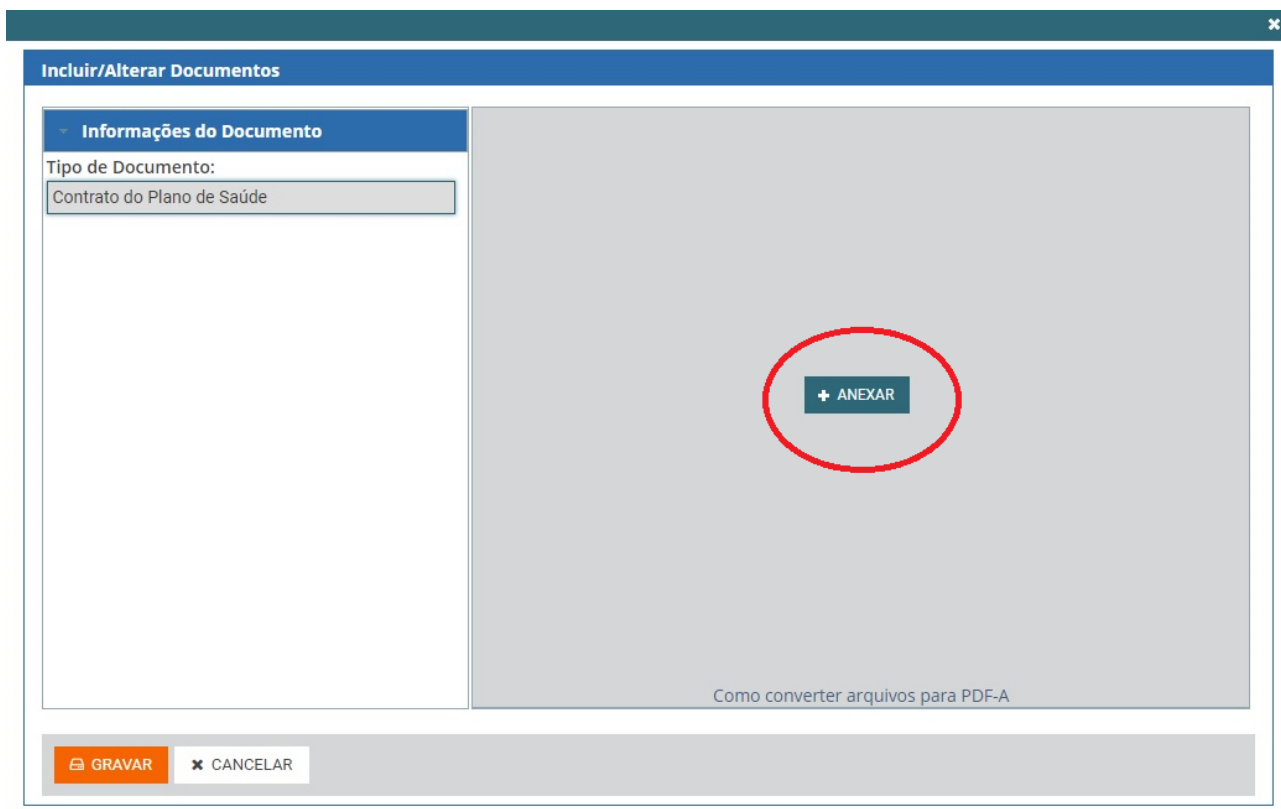 Incluir/Alterar Documentos
Informações do Documento
Tipo de Documento:
Contrato do Plano de Saúde
ANEXAR
Como converter arquivos para PDF-A
GRAVAR
CANCELAR